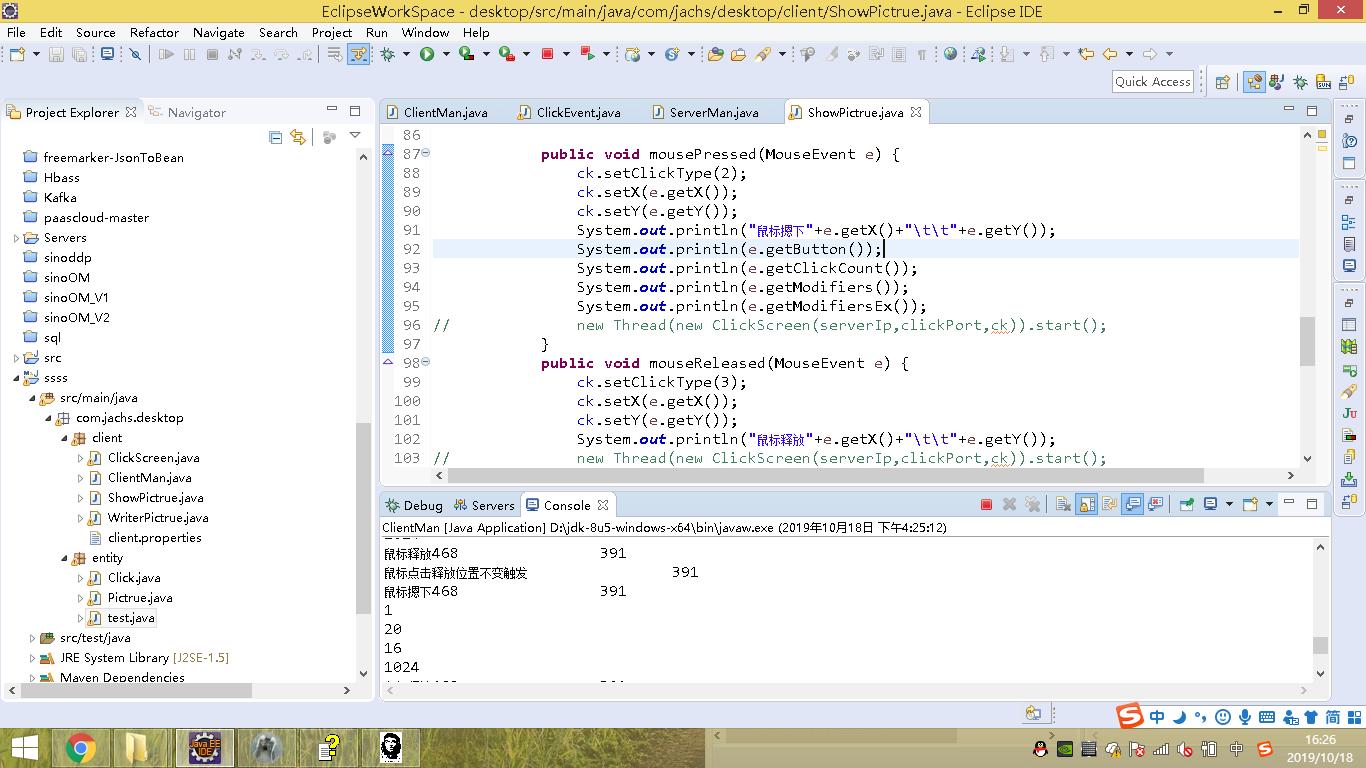 EclipseWorkSpace - desktop/src/main/java/com/jachs/desktop/client/ShowPictrue.java - Eclipse IDE
File Edit Source Refactor Navigate Search Project Run Window Help
Quick Access
Project Explorer Navigator
freemarker-JsonToBean
Hbass
Kafka
paascloud-master
Servers
sinoddp
sinoOM
sinoOM_V1
sinoOM_V2
sql
src
ssss
src/main/java
com.jachs.desktop
client
ClickScreen.java
ClientMan.java
ShowPictrue.java
WriterPictrue.java
client.properties
entity
Click.java
Pictrue.java
test.java
src/test/java
JRE System Library [J2SE-1.5]
Maven Dependencies
ClientMan.java ClickEvent.java ServerMan.java ShowPictrue.java
86
87 public void mousePressed(MouseEvent e) {
88 ck.setClickType(2);
89 ck.setX(e.getX());
90 ck.setY(e.getY());
91 System.out.println("鼠标摁下"+e.getX()+"\t\t"+e.getY());
92 System.out.println(e.getButton());
93 System.out.println(e.getClickCount());
94 System.out.println(e.getModifiers());
95 System.out.println(e.getModifiersEx());
96 // new Thread(new ClickScreen(serverIp,clickPort,ck)).start();
97 }
98 public void mouseReleased(MouseEvent e) {
99 ck.setClickType(3);
100 ck.setX(e.getX());
101 ck.setY(e.getY());
102 System.out.println("鼠标释放"+e.getX()+"\t\t"+e.getY());
103 // new Thread(new ClickScreen(serverIp,clickPort,ck)).start();
Debug Servers Console
ClientMan [Java Application] D:\jdk-8u5-windows-x64\bin\javaw.exe (2019年10月18日 下午4:25:12)
鼠标释放468 391
鼠标点击释放位置不变触发 391
鼠标摁下468 391
1
20
16
1024
中 简
Java EE
IDE
中
16:26
2019/10/18